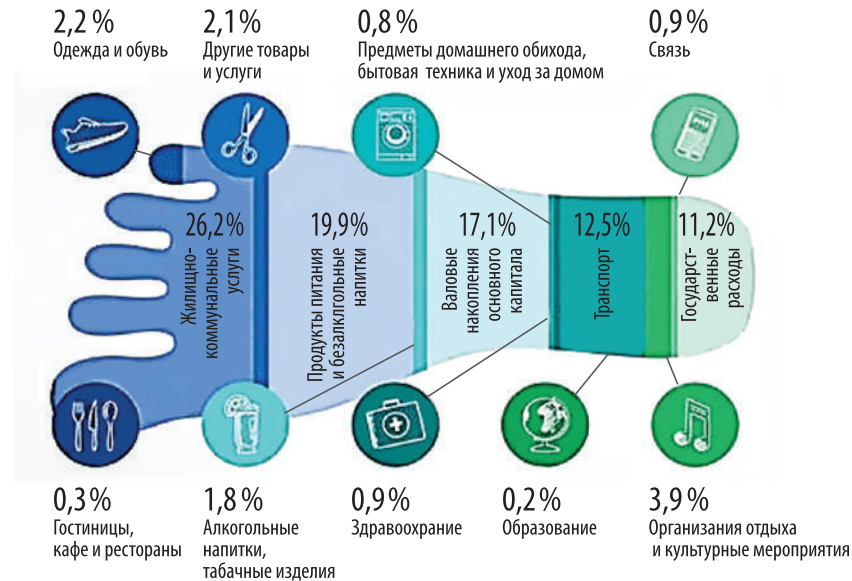 2,2 %
Одежда и обувь
2,1 %
Другие товары
и услуги
0,8 %
Предметы домашнего обихода,
бытовая техника и уход за домом
0,9 %
Связь
26,2%
Жилищно-
коммунальные
услуги
19,9%
Продукты питания
и безалклгольные
напитки
17,1%
Валовые
накопления
основного
капитала
12,5%
Транспорт
11,2%
Государст-
венные
расходы
0,3 %
Гостиницы,
кафе и рестораны
1,8 %
Алкогольные
напитки,
табачные изделия
0,9 %
Здравоохрание
0,2 %
Образование
3,9 %
Организания отдыха
и культурные мероприятия